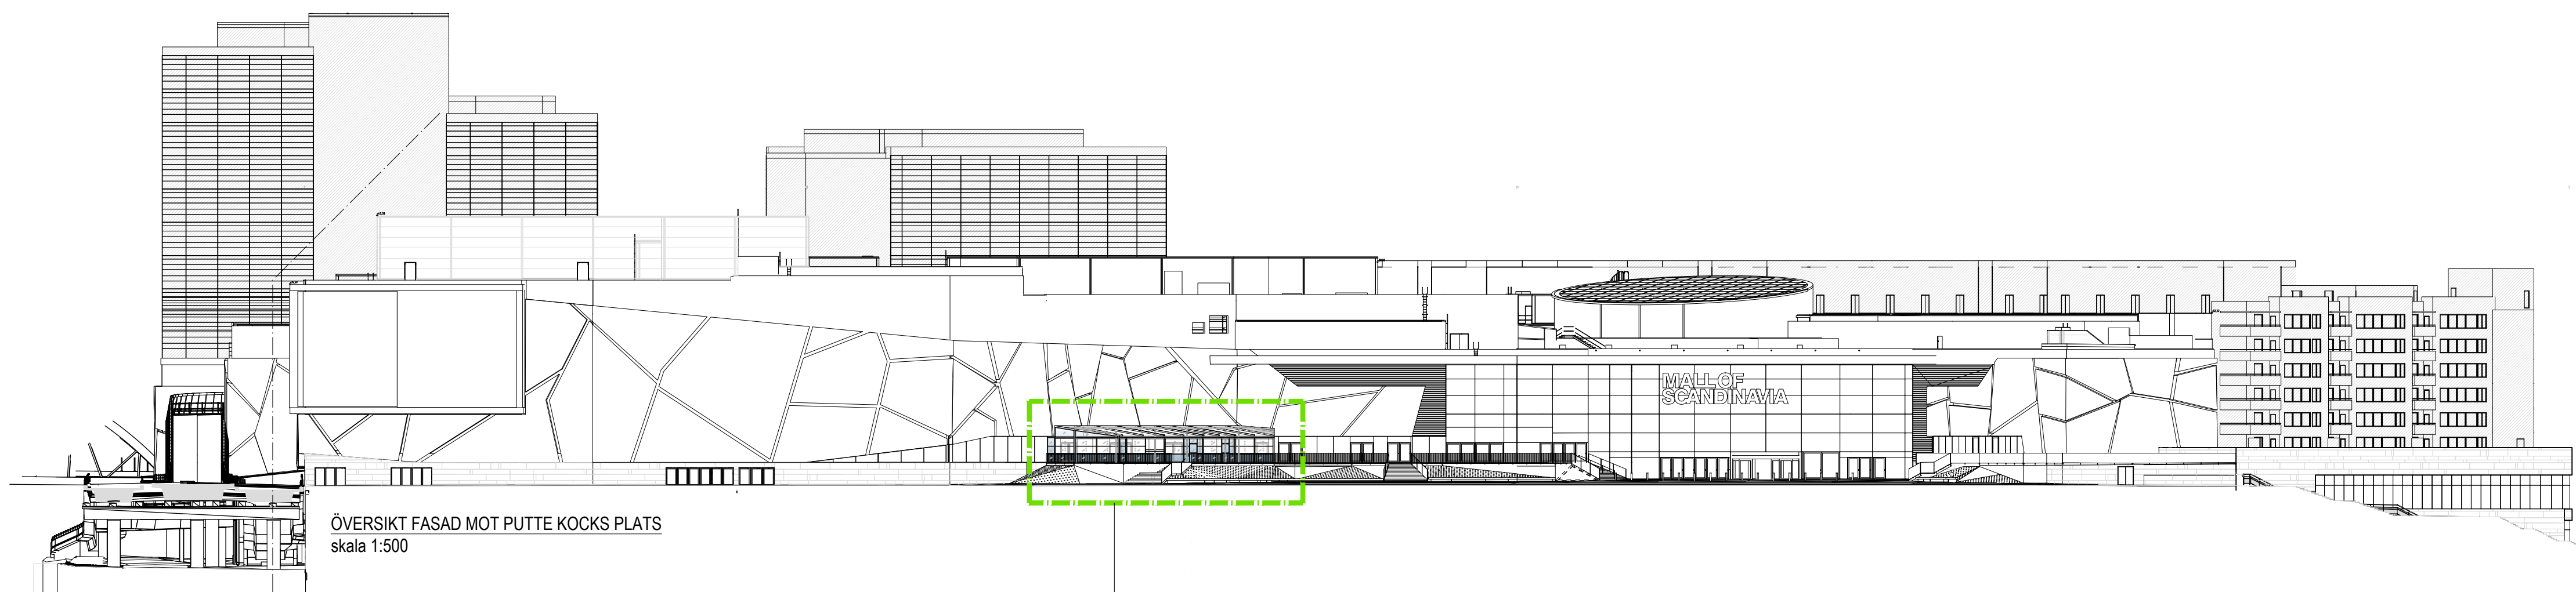 MALL OF
SCANDINAVIA
ÖVERSIKT FASAD MOT PUTTE KOCKS PLATS
skala 1:500